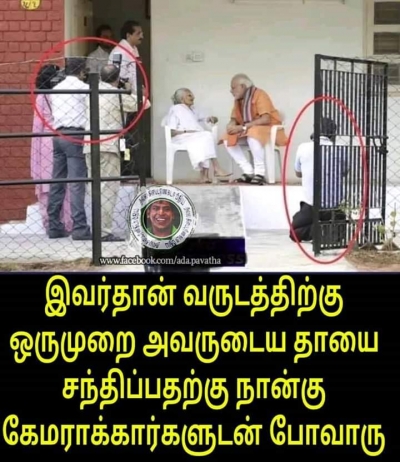 www.facebook.com/ada.pavatha
இவர்தான் வருடத்திற்கு
ஒருமுறை அவருடைய தாயை
சந்திப்பதற்கு நான்கு
கேமராக்கார்களுடன் போவாரு